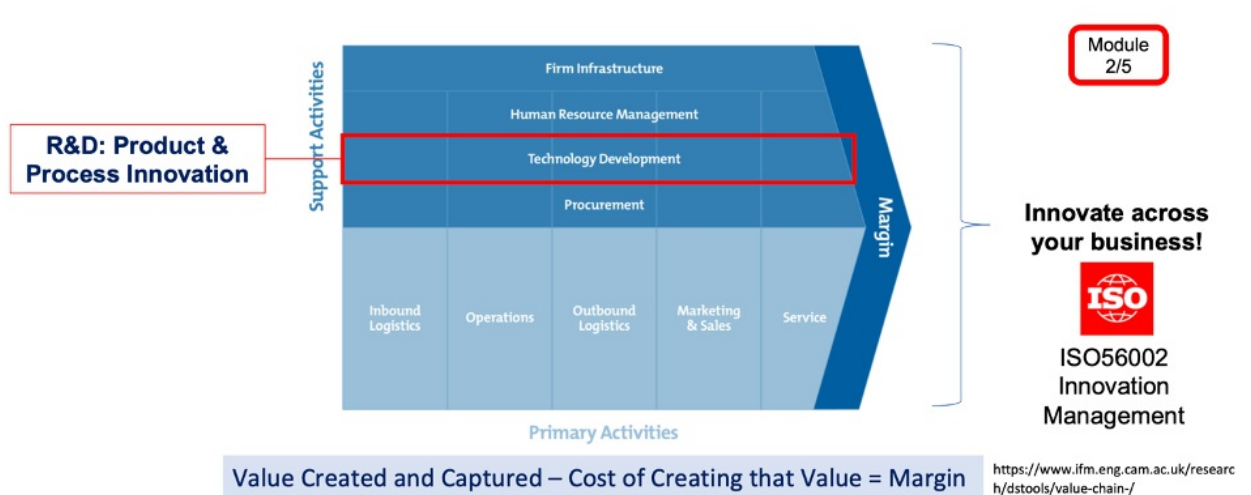 Module
2/5
Support Activities
Firm Infrastructure
Human Resource Management
R&D: Product &
Process Innovation
Technology Development
Procurement
Margin
Innovate across
your business!
ISO
ISO56002
Innovation
Management
Inbound
Logistics
Operations
Outbound
Logistics
Marketing
& Sales
Service
Primary Activities
Value Created and Captured – Cost of Creating that Value = Margin
https://www.ifm.eng.cam.ac.uk/researc
h/dstools/value-chain-/